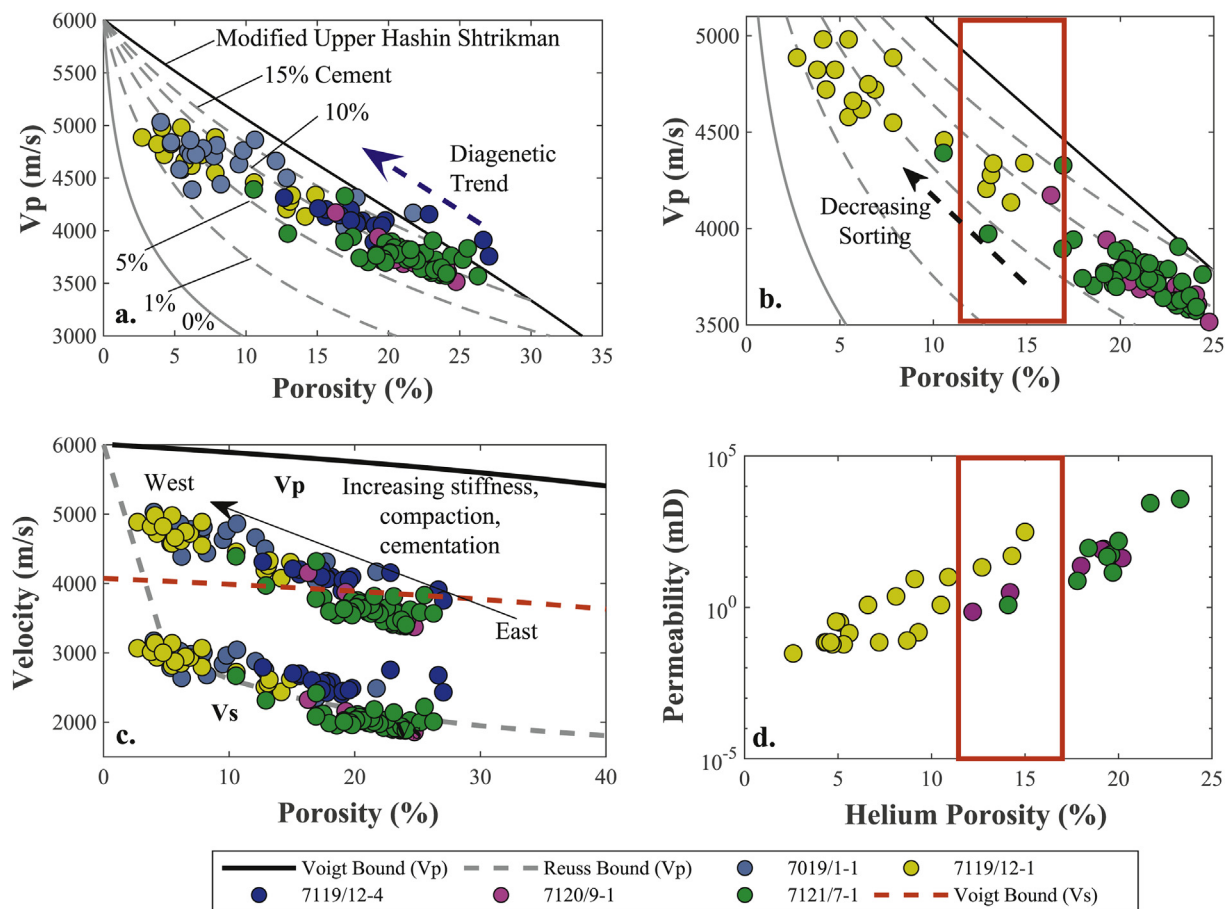 a.
Modified Upper Hashin Shtrikman
15% Cement
10%
Diagenetic
Trend
5%
1%
0%
6000
5500
5000
4500
4000
3500
3000
Vp (m/s)
0 5 10 15 20 25 30 35
Porosity (%)
b.
Decreasing
Sorting
5000
4500
4000
3500
Vp (m/s)
0 5 10 15 20 25
Porosity (%)
c.
West
Vp
Increasing stiffness,
compaction,
cementation
East
Vs
6000
5000
4000
3000
2000
Velocity (m/s)
0 10 20 30 40
Porosity (%)
d.
10^5
10^0
10^-5
Permeability (mD)
0 5 10 15 20 25
Helium Porosity (%)
Voigt Bound (Vp) Reuss Bound (Vp) 7019/1-1 7119/12-1
7119/12-4 7120/9-1 7121/7-1 Voigt Bound (Vs)